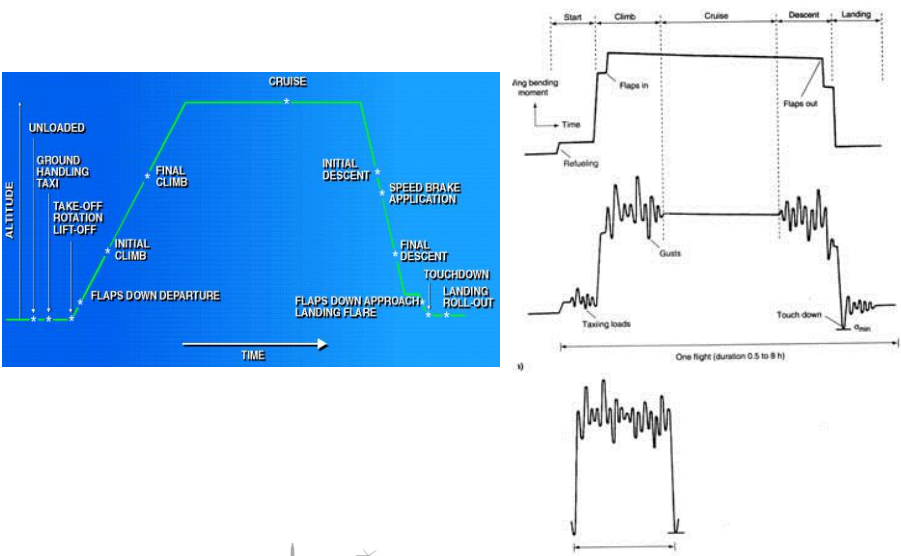 CRUISE
UNLOADED
GROUND
HANDLING
TAXI
TAKE-OFF
ROTATION
LIFT-OFF
ALTITUDE
FINAL
CLIMB
INITIAL
CLIMB
FLAPS DOWN DEPARTURE
INITIAL
DESCENT
SPEED BRAKE
APPLICATION
FINAL
DESCENT
TOUCHDOWN
LANDING
ROLL-OUT
FLAPS DOWN APPROACH
LANDING FLARE
TIME
Start Climb Cruise Descent Landing
bending
moment
Time
Flaps in
Flaps out
Refueling
Gusts
Taxiing loads
Touch down
σmin
One flight (duration 0.5 to 8 h)